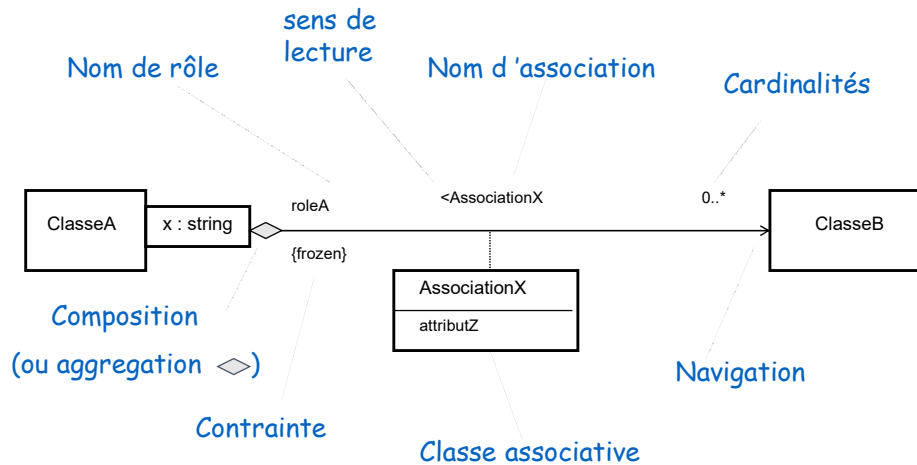 sens de
lecture
Nom de rôle
Nom d ’association
Cardinalités
roleA
<AssociationX
0..*
ClasseA
x : string
ClasseB
{frozen}
AssociationX
attributZ
Composition
(ou aggregation )
Navigation
Contrainte
Classe associative